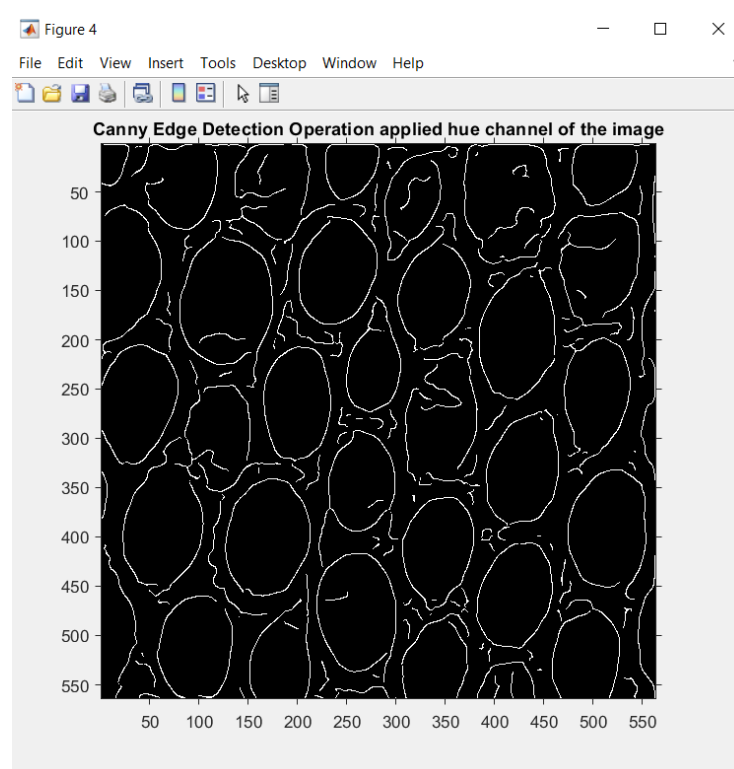 Figure 4
File Edit View Insert Tools Desktop Window Help
Canny Edge Detection Operation applied hue channel of the image
50
100
150
200
250
300
350
400
450
500
550
50 100 150 200 250 300 350 400 450 500 550